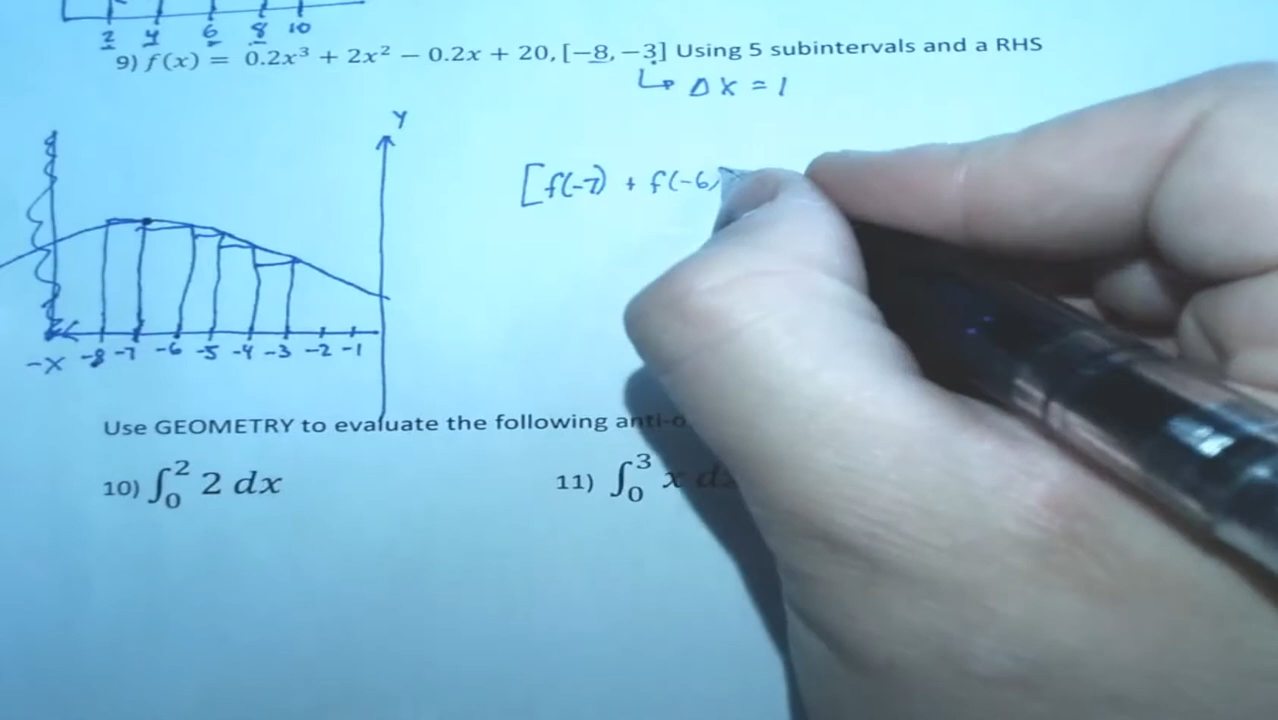 2 4 6 8 10
9) f(x) = 0.2x³ + 2x² − 0.2x + 20, [−8, −3] Using 5 subintervals and a RHS
↳ Δx = 1
Y
[f(-7) + f(-6)
-X -8 -7 -6 -5 -4 -3 -2 -1
Use GEOMETRY to evaluate the following
10) ∫₀² 2 dx
11) ∫₀³ x d